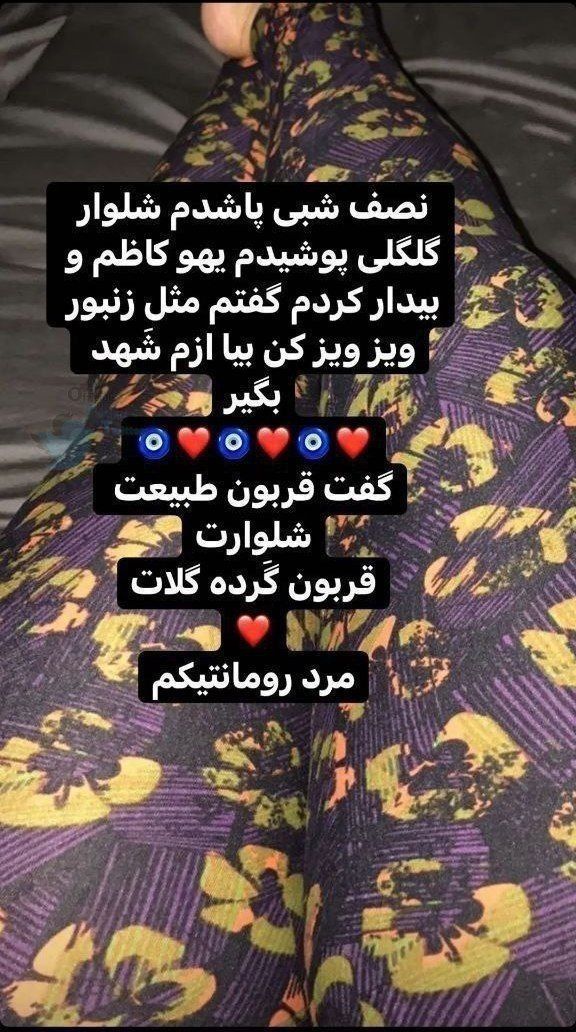 نصف شبی پاشدم شلوار
گلگلی پوشیدم یهو کاظم و
بیدار کردم گفتم مثل زنبور
ویز ویز کن بیا ازم شَهد
بگیر
🧿❤️🧿❤️🧿❤️
گفت قربون طبیعت
شلوارت
قربون گَرده گلات
❤️
مرد رومانتیکم